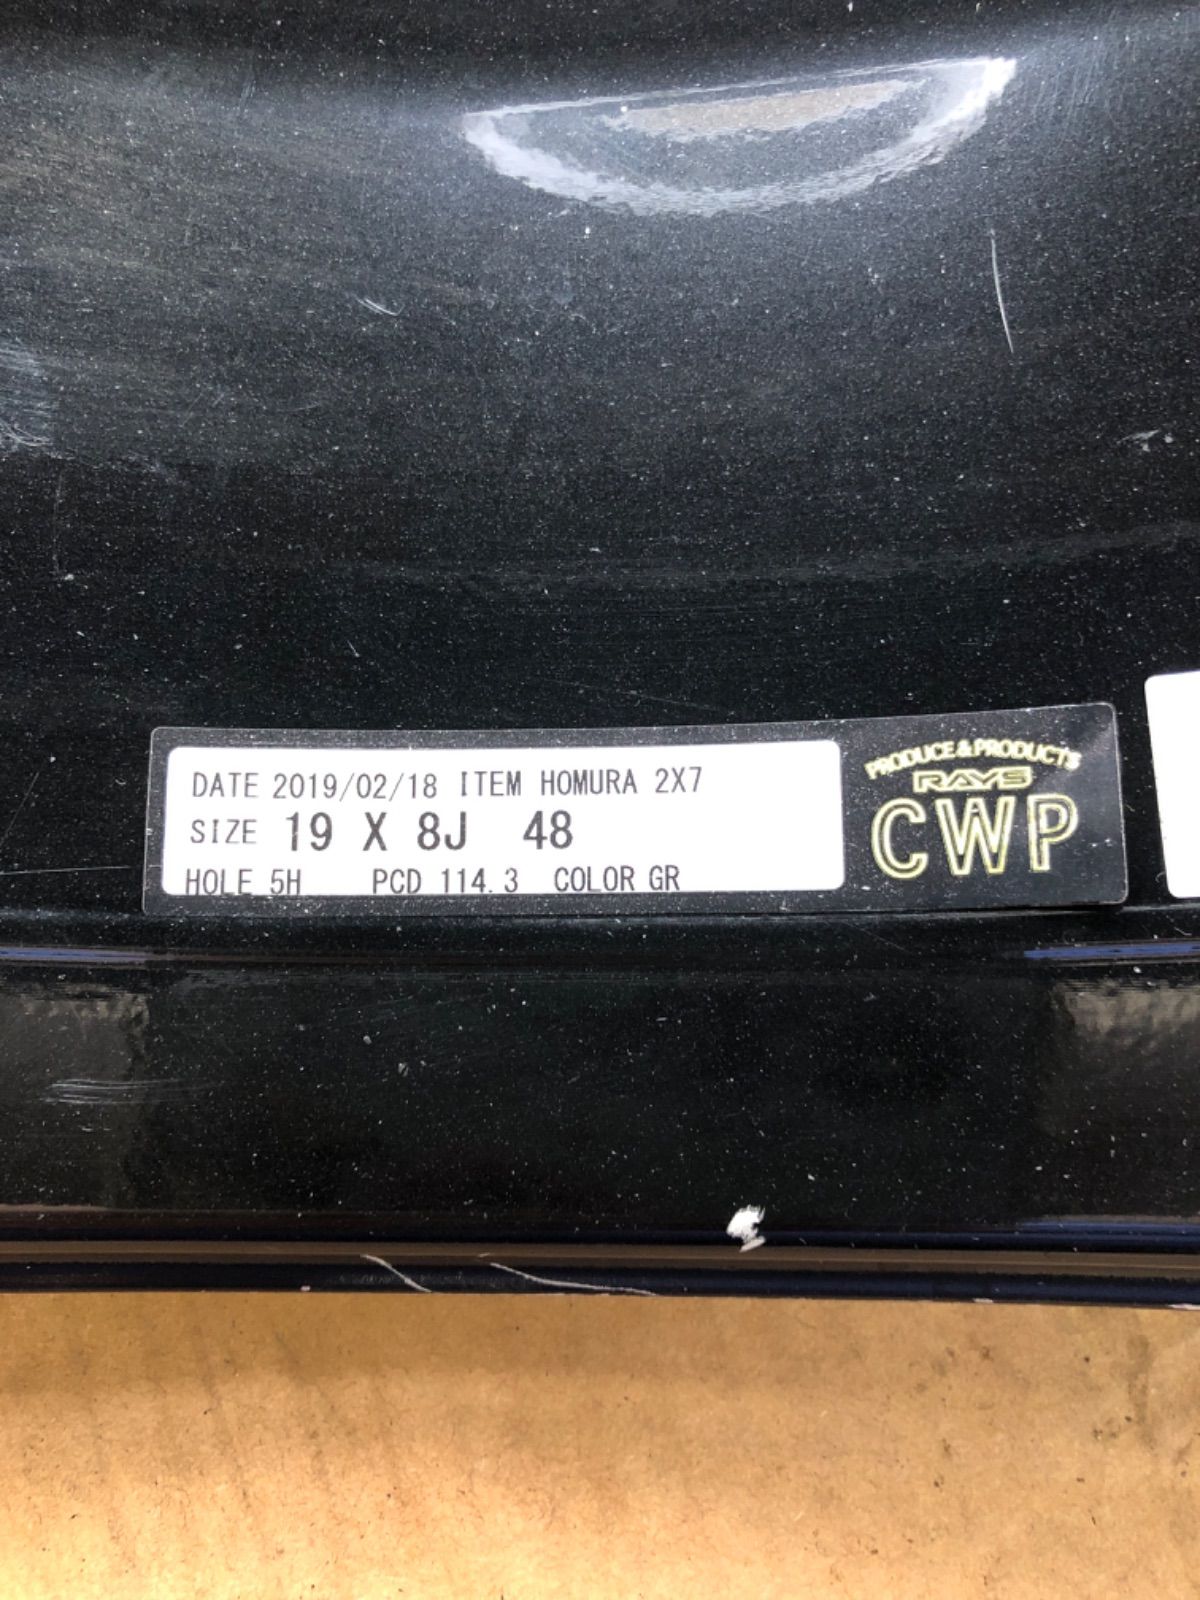 DATE 2019/02/18 ITEM HOMURA 2X7
SIZE 19 X 8J 48
HOLE 5H PCD 114.3 COLOR GR
PRODUCE & PRODUCTS
RAYS
CWP